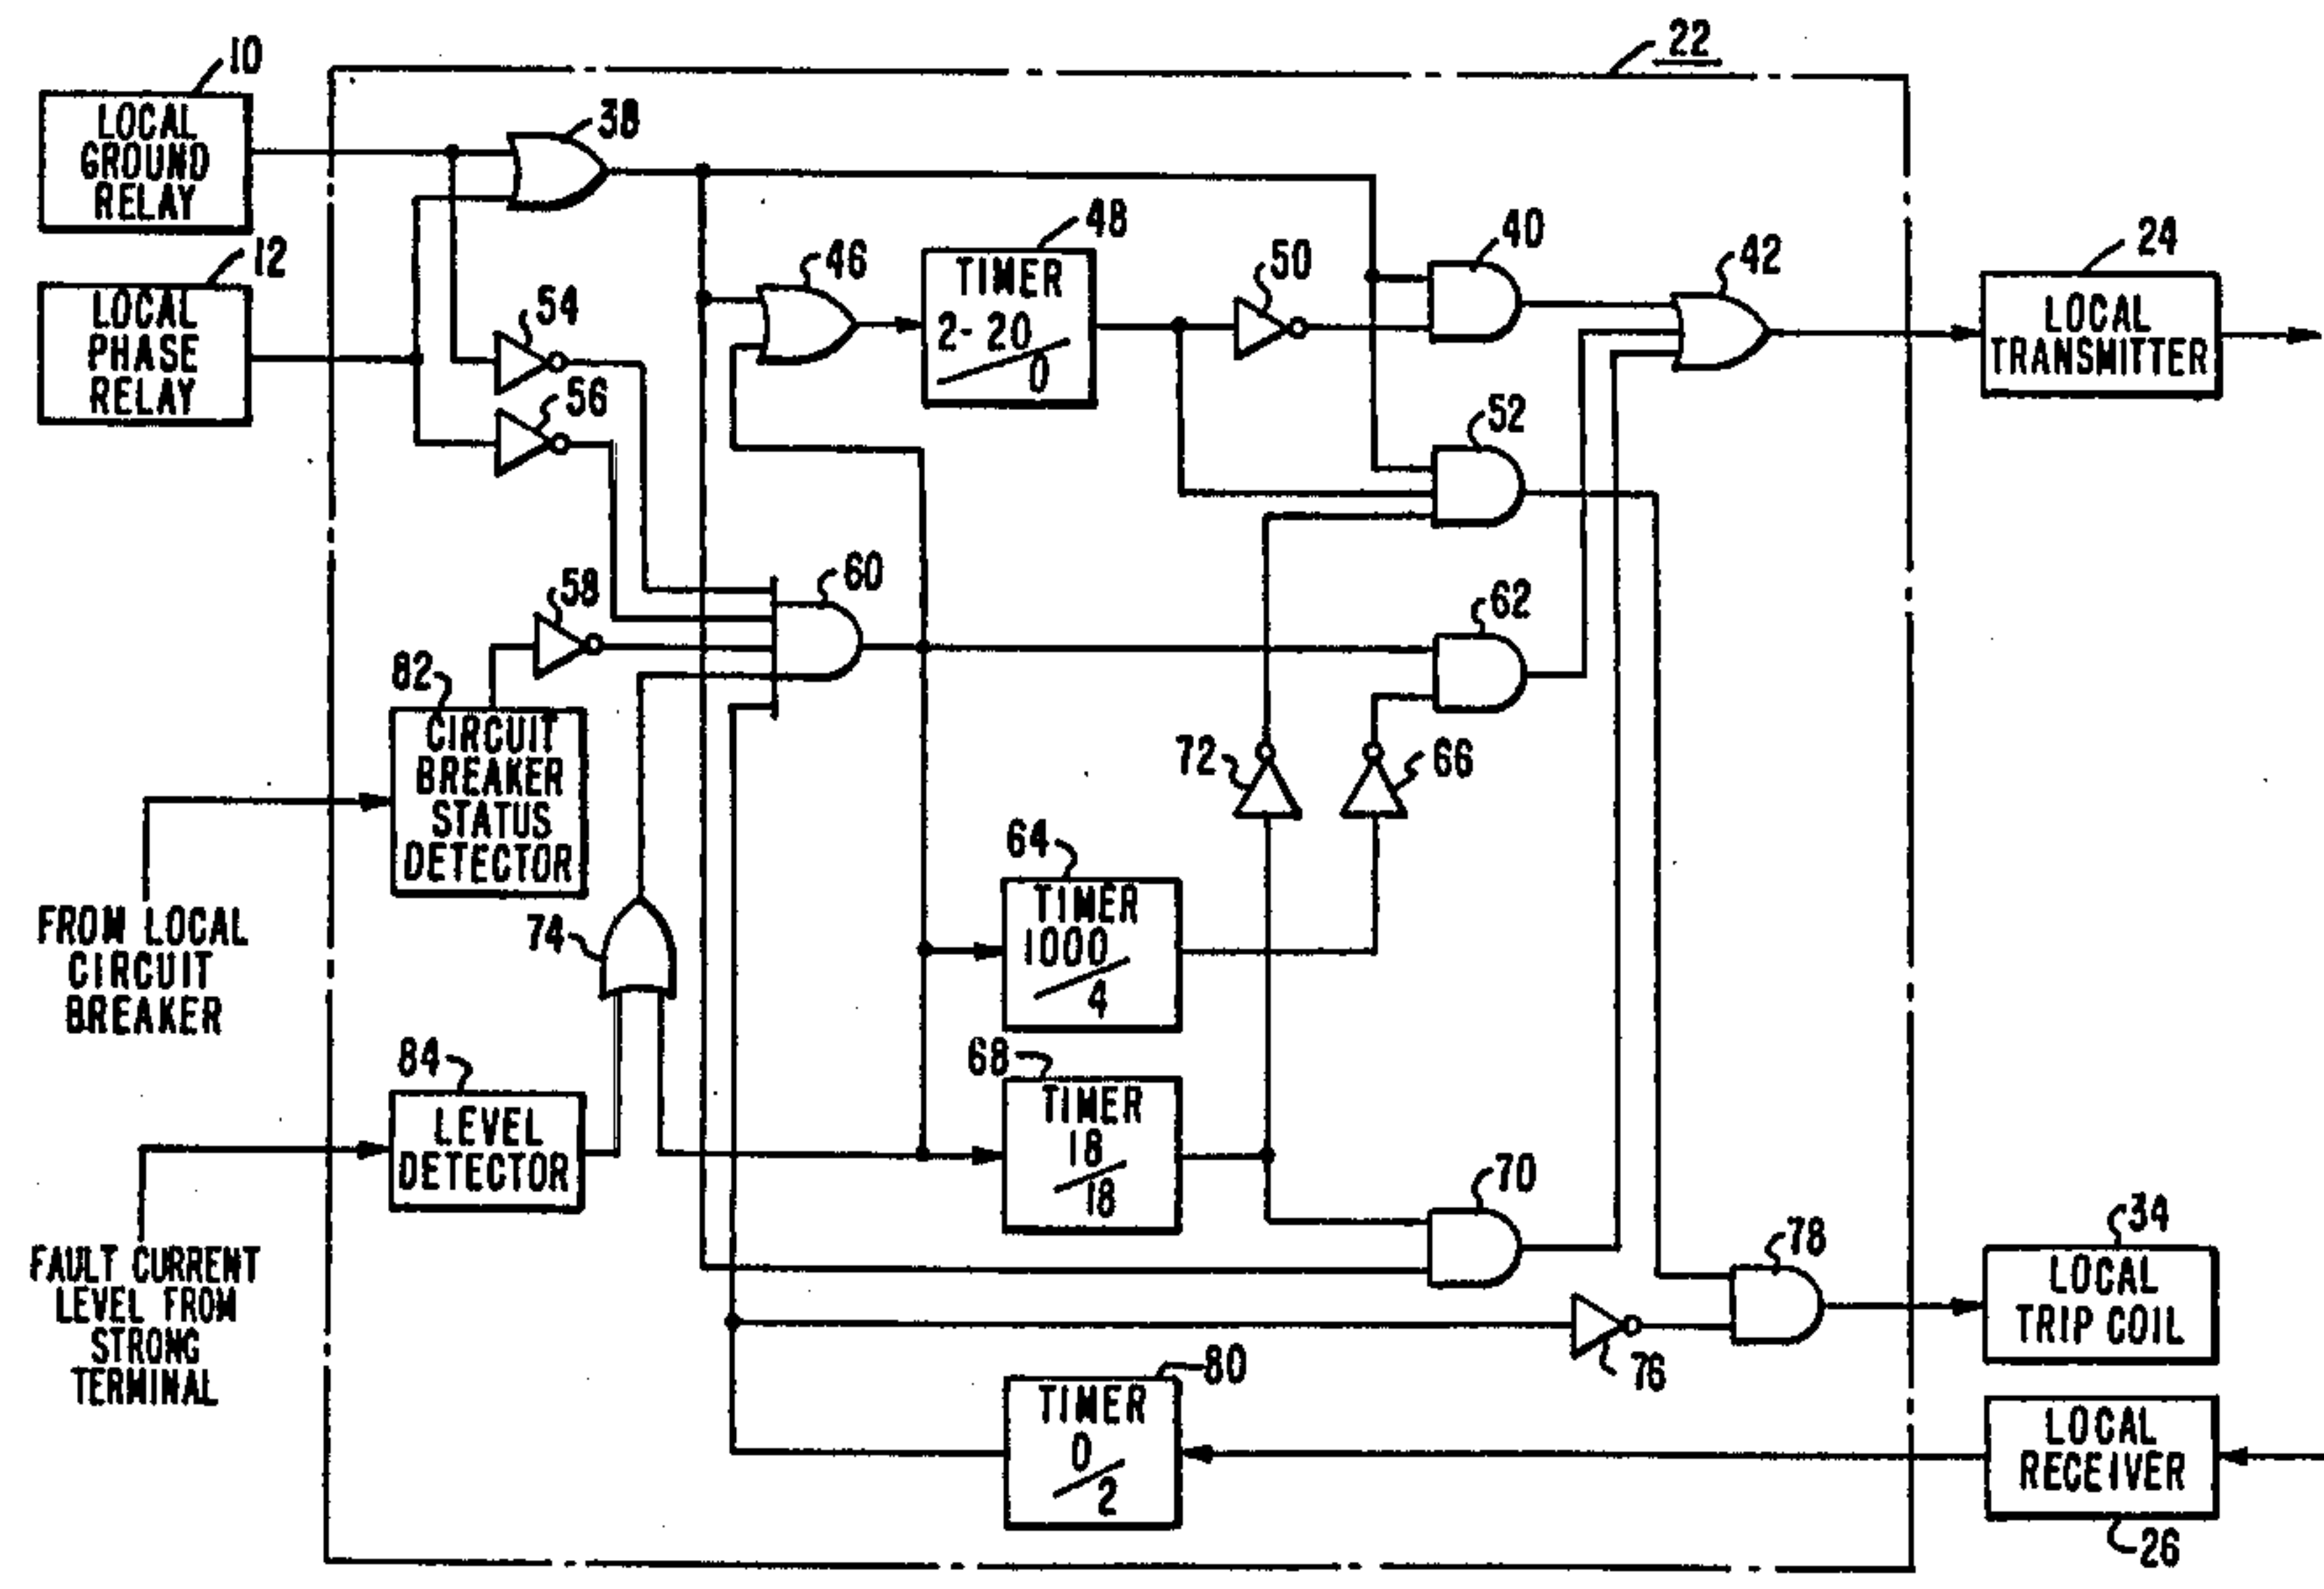 22
10
LOCAL
GROUND
RELAY
38
12
LOCAL
PHASE
RELAY
54
56
46
48
TIMER
2-20
0
50
40
42
24
LOCAL
TRANSMITTER
52
58
60
62
82
CIRCUIT
BREAKER
STATUS
DETECTOR
FROM LOCAL
CIRCUIT
BREAKER
72
66
74
64
TIMER
1000
4
84
LEVEL
DETECTOR
FAULT CURRENT
LEVEL FROM
STRONG
TERMINAL
68
TIMER
18
18
70
78
34
LOCAL
TRIP COIL
76
80
TIMER
0
2
LOCAL
RECEIVER
26